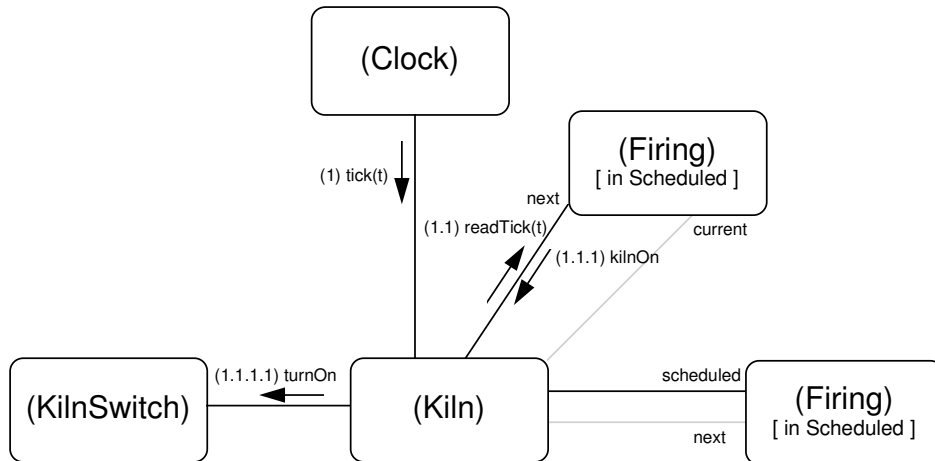 (Clock)
(1) tick(t)
(Firing)
[ in Scheduled ]
next
current
(1.1) readTick(t)
(1.1.1) kilnOn
(1.1.1.1) turnOn
(KilnSwitch)
(Kiln)
scheduled
next
(Firing)
[ in Scheduled ]